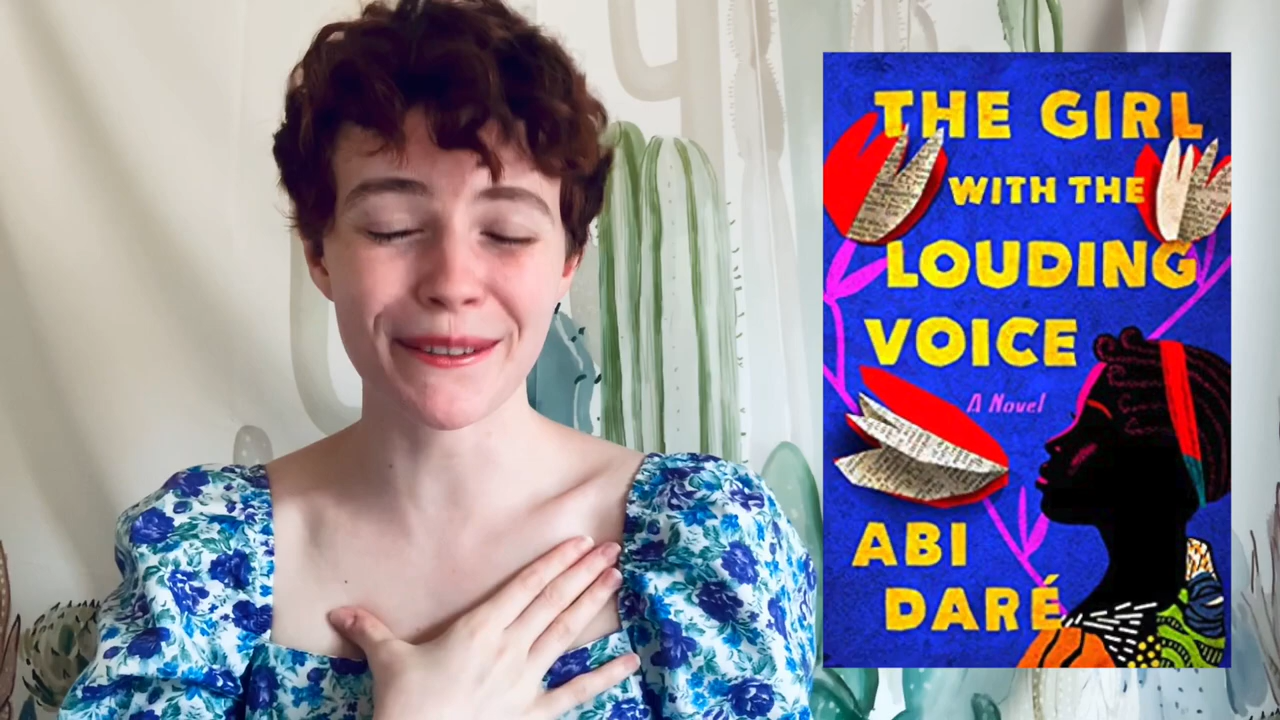 THE GIRL
WITH THE
LOUDING
VOICE
A Novel
ABI
DARÉ